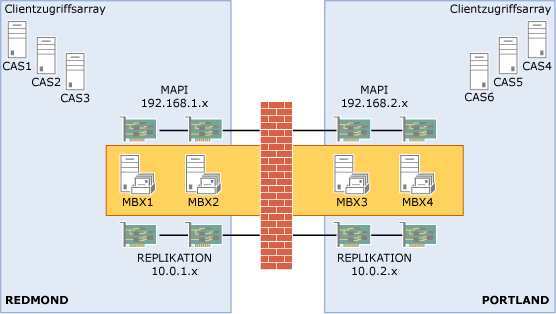 Clientzugriffsarray
Clientzugriffsarray
CAS1
CAS2
CAS3
CAS4
CAS5
CAS6
MAPI
192.168.1.x
MAPI
192.168.2.x
MBX1
MBX2
MBX3
MBX4
REPLIKATION
10.0.1.x
REPLIKATION
10.0.2.x
REDMOND
PORTLAND